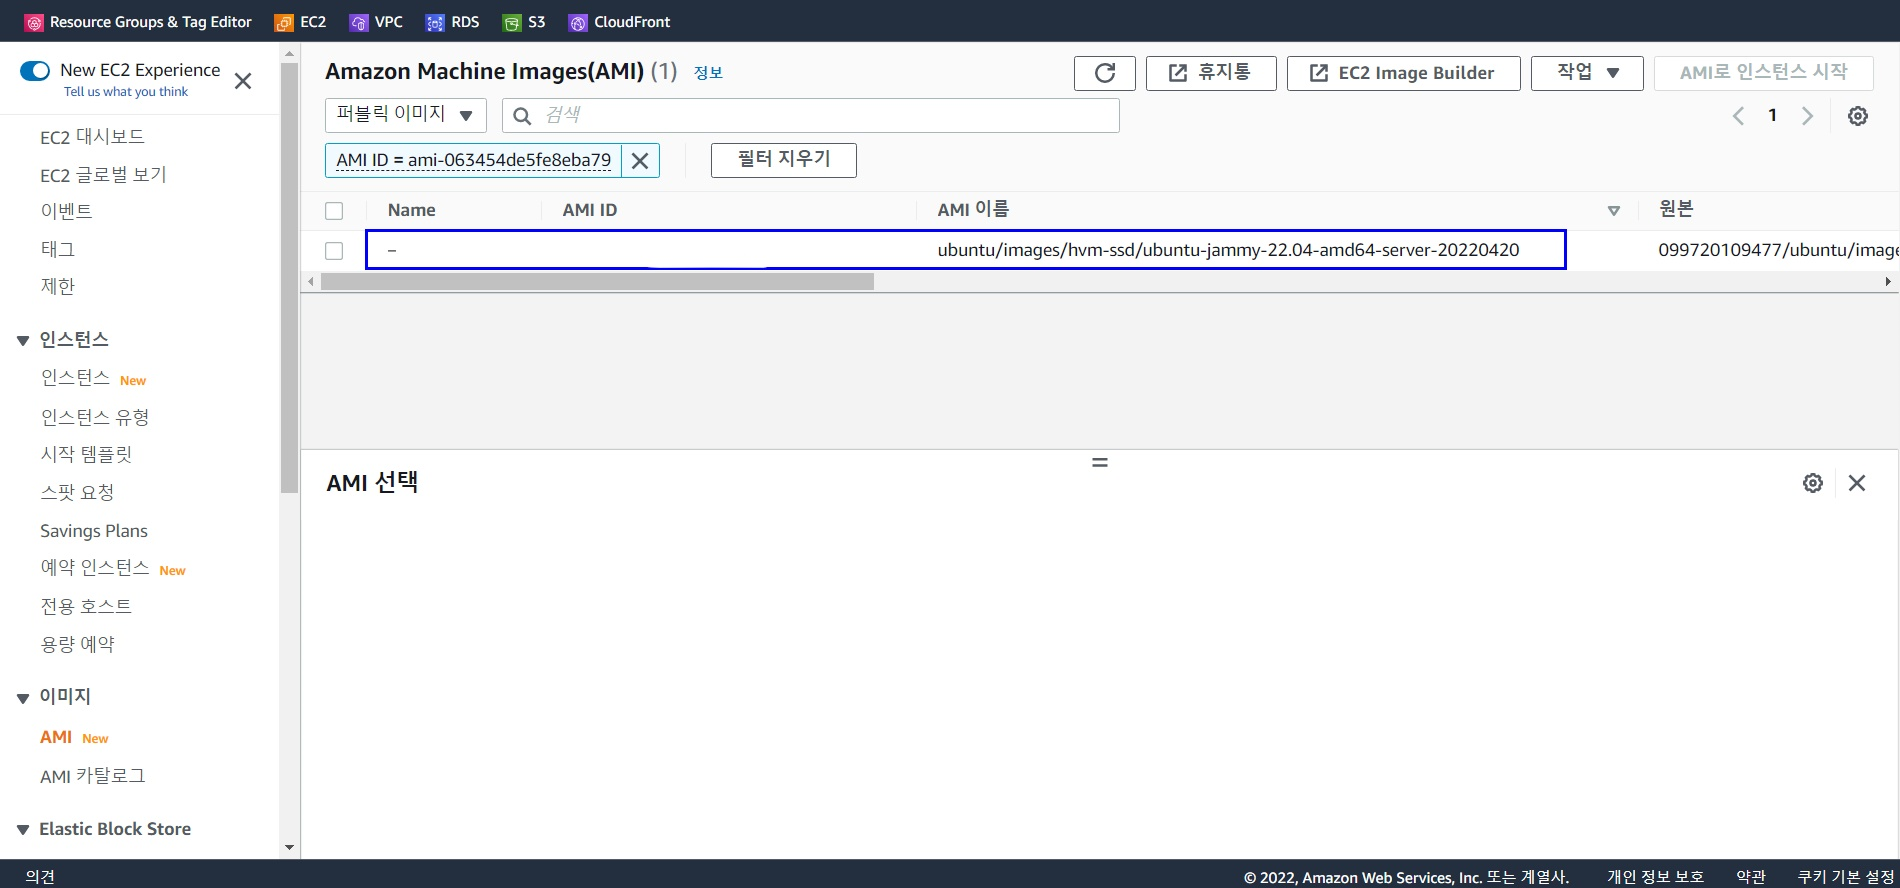 Resource Groups & Tag Editor EC2 VPC RDS S3 CloudFront
New EC2 Experience
Tell us what you think
EC2 대시보드
EC2 글로벌 보기
이벤트
태그
제한
인스턴스
인스턴스 New
인스턴스 유형
시작 템플릿
스팟 요청
Savings Plans
예약 인스턴스 New
전용 호스트
용량 예약
이미지
AMI New
AMI 카탈로그
Elastic Block Store
Amazon Machine Images(AMI) (1) 정보
휴지통 EC2 Image Builder 작업 AMI로 인스턴스 시작
퍼블릭 이미지 검색 1
AMI ID = ami-063454de5fe8eba79 필터 지우기
Name AMI ID AMI 이름 원본
– ubuntu/images/hvm-ssd/ubuntu-jammy-22.04-amd64-server-20220420 099720109477/ubuntu/image
AMI 선택
의견 © 2022, Amazon Web Services, Inc. 또는 계열사. 개인 정보 보호 약관 쿠키 기본 설정